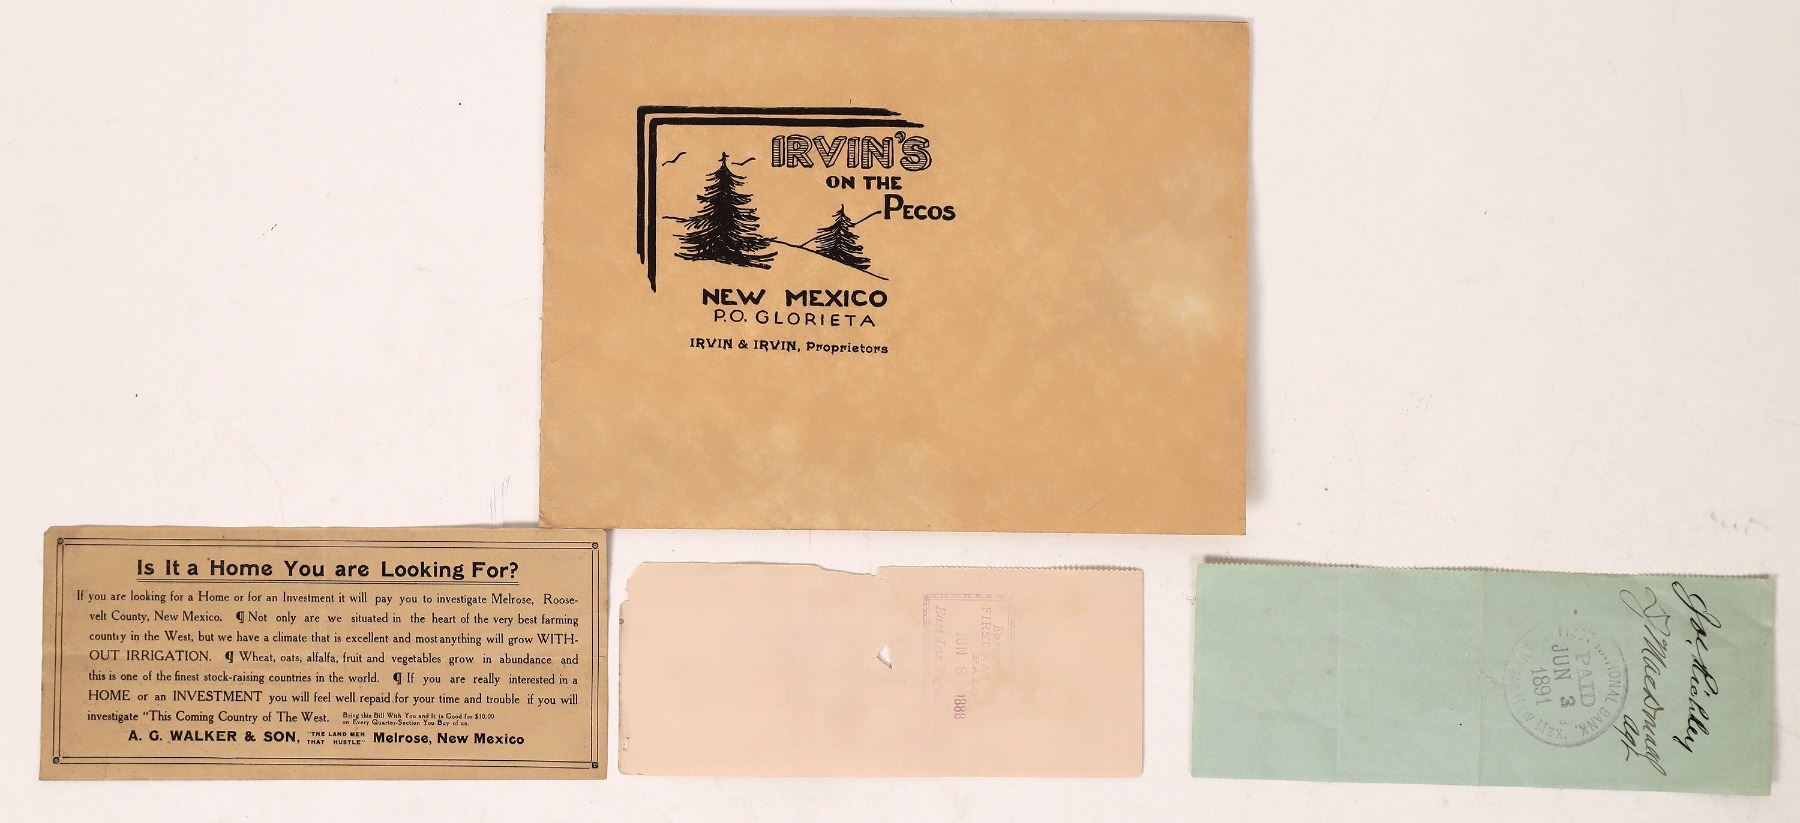 IRVIN'S
ON THE
PECOS
NEW MEXICO
P.O. GLORIETA
IRVIN & IRVIN, Proprietors
Is It a Home You are Looking For?
If you are looking for a Home or for an Investment it will pay you to investigate Melrose, Roose-
velt County, New Mexico. ¶ Not only are we situated in the heart of the very best farming
country in the West, but we have a climate that is excellent and most anything will grow WITH-
OUT IRRIGATION. ¶ Wheat, oats, alfalfa, fruit and vegetables grow in abundance and
this is one of the finest stock-raising countries in the world. ¶ If you are really interested in a
HOME or an INVESTMENT you will feel well repaid for your time and trouble if you will
investigate "This Coming Country of The West. Bring this Bill With You and It is Good for $10.00
on Every Quarter-Section You Buy of us.
A. G. WALKER & SON, "THE LAND MEN
THAT HUSTLE" Melrose, New Mexico
FIRST NAT
JUN 8 1888
East Las Vegas
Jos.
agt
NATIONAL BANK,
PAID
JUN 3
1891
N. MEX.